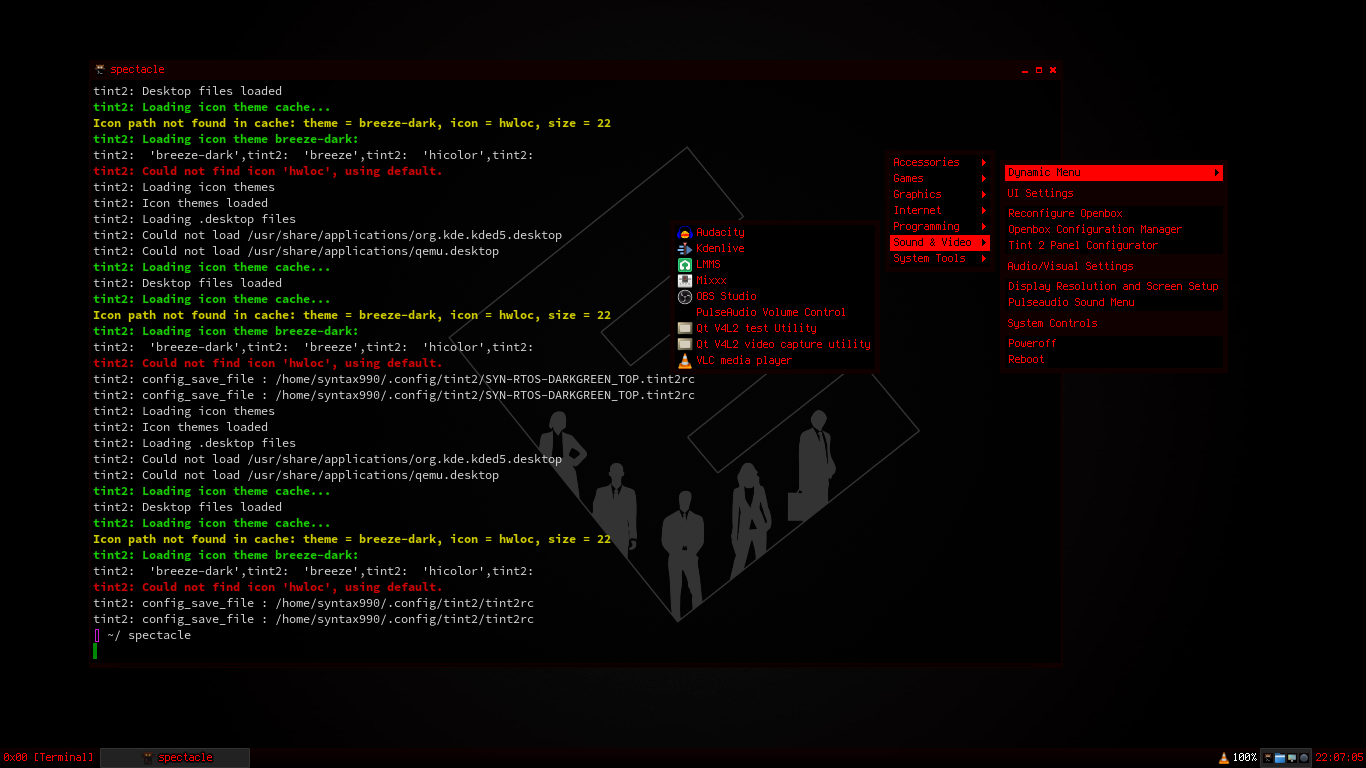 spectacle
tint2: Desktop files loaded
tint2: Loading icon theme cache...
Icon path not found in cache: theme = breeze-dark, icon = hwloc, size = 22
tint2: Loading icon theme breeze-dark:
tint2:  'breeze-dark',tint2:  'breeze',tint2:  'hicolor',tint2:
tint2: Could not find icon 'hwloc', using default.
tint2: Loading icon themes
tint2: Icon themes loaded
tint2: Loading .desktop files
tint2: Could not load /usr/share/applications/org.kde.kded5.desktop
tint2: Could not load /usr/share/applications/qemu.desktop
tint2: Loading icon theme cache...
tint2: Desktop files loaded
tint2: Loading icon theme cache...
Icon path not found in cache: theme = breeze-dark, icon = hwloc, size = 22
tint2: Loading icon theme breeze-dark:
tint2:  'breeze-dark',tint2:  'breeze',tint2:  'hicolor',tint2:
tint2: Could not find icon 'hwloc', using default.
tint2: config_save_file : /home/syntax990/.config/tint2/SYN-RTOS-DARKGREEN_TOP.tint2rc
tint2: config_save_file : /home/syntax990/.config/tint2/SYN-RTOS-DARKGREEN_TOP.tint2rc
tint2: Loading icon themes
tint2: Icon themes loaded
tint2: Loading .desktop files
tint2: Could not load /usr/share/applications/org.kde.kded5.desktop
tint2: Could not load /usr/share/applications/qemu.desktop
tint2: Loading icon theme cache...
tint2: Desktop files loaded
tint2: Loading icon theme cache...
Icon path not found in cache: theme = breeze-dark, icon = hwloc, size = 22
tint2: Loading icon theme breeze-dark:
tint2:  'breeze-dark',tint2:  'breeze',tint2:  'hicolor',tint2:
tint2: Could not find icon 'hwloc', using default.
tint2: config_save_file : /home/syntax990/.config/tint2/tint2rc
tint2: config_save_file : /home/syntax990/.config/tint2/tint2rc
~/ spectacle
Audacity
Kdenlive
LMMS
Mixxx
OBS Studio
PulseAudio Volume Control
Qt V4L2 test Utility
Qt V4L2 video capture utility
VLC media player
Accessories
Games
Graphics
Internet
Programming
Sound & Video
System Tools
Dynamic Menu
UI Settings
Reconfigure Openbox
Openbox Configuration Manager
Tint 2 Panel Configurator
Audio/Visual Settings
Display Resolution and Screen Setup
Pulseaudio Sound Menu
System Controls
Poweroff
Reboot
0x00 [Terminal]
spectacle
100%
22:07:05